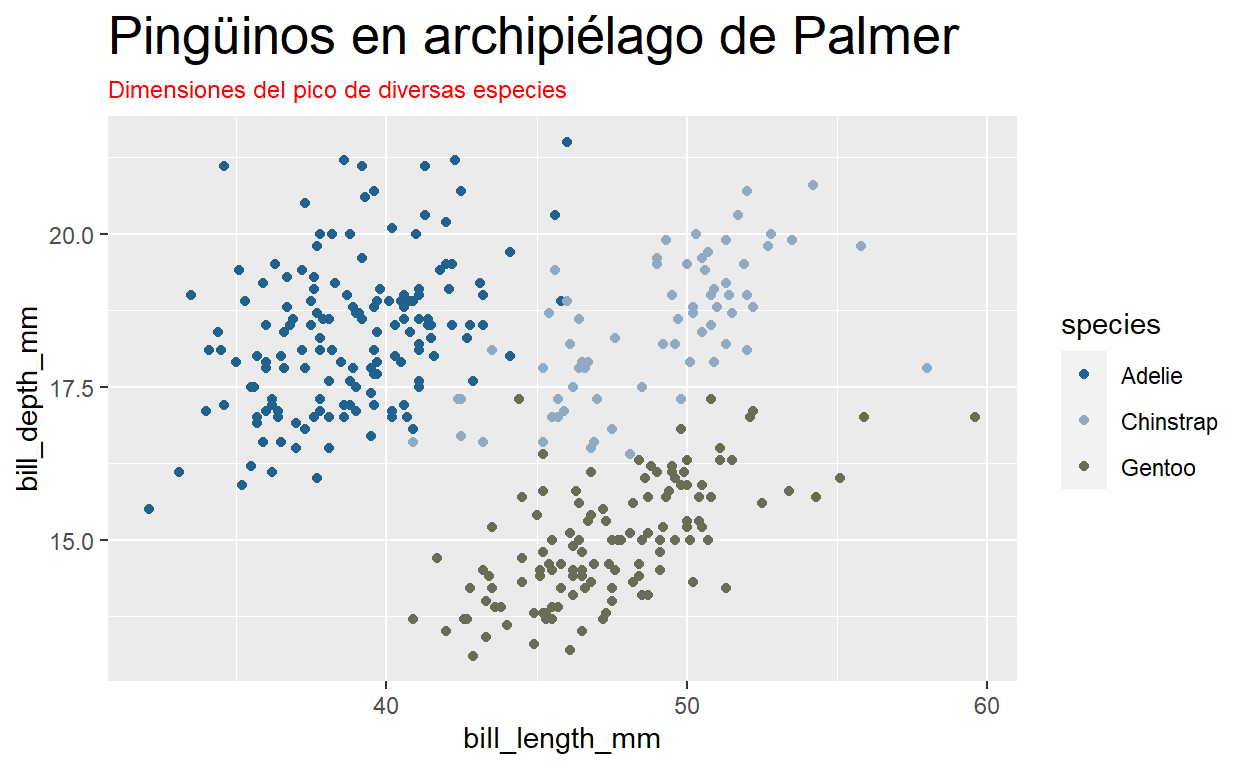 Pingüinos en archipiélago de Palmer
Dimensiones del pico de diversas especies
bill_depth_mm
20.0
17.5
15.0
40
50
60
bill_length_mm
species
Adelie
Chinstrap
Gentoo